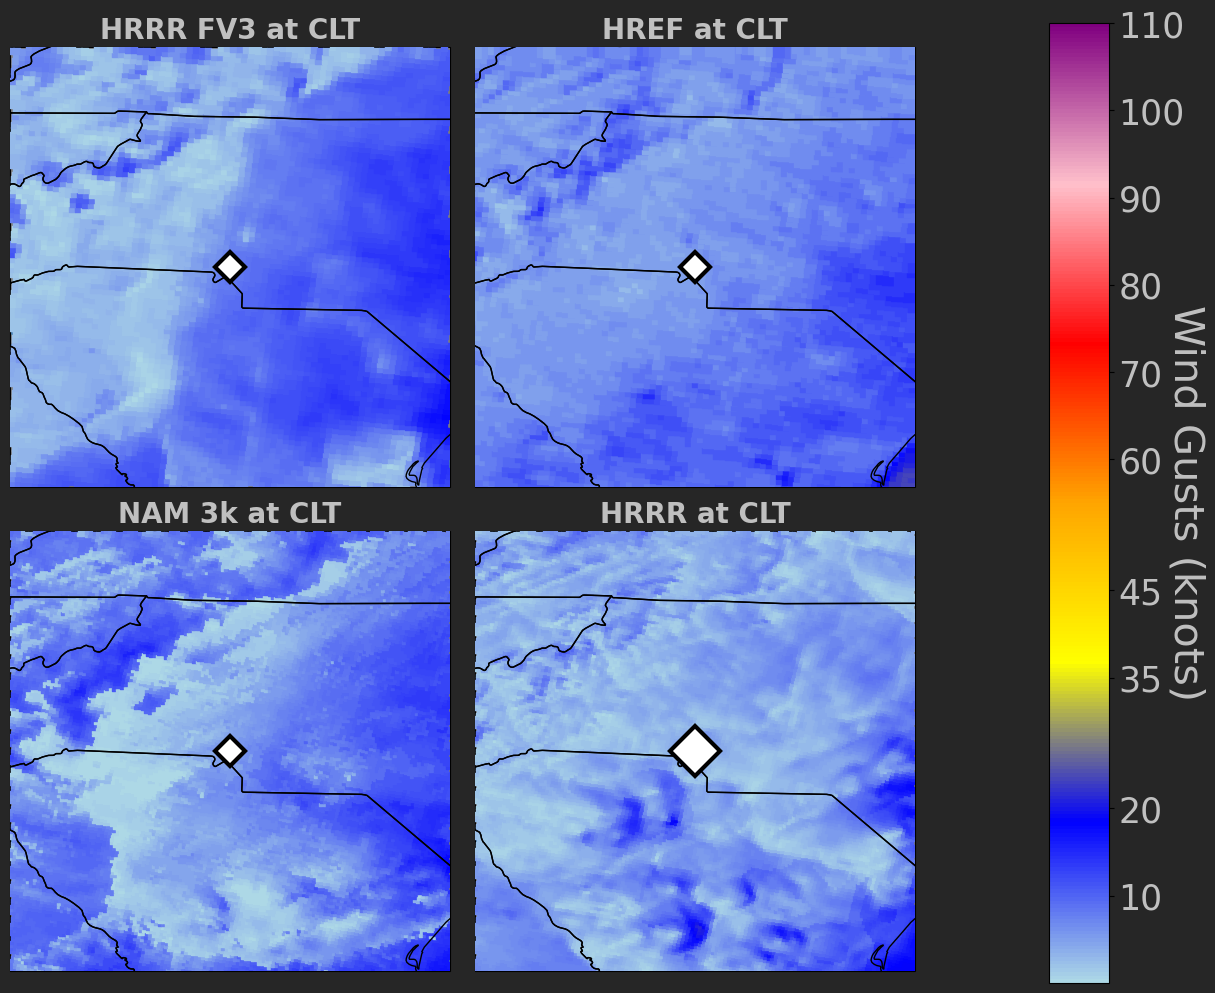 HRRR FV3 at CLT
HREF at CLT
NAM 3k at CLT
HRRR at CLT
110
100
90
80
70
60
45
35
20
10
Wind Gusts (knots)